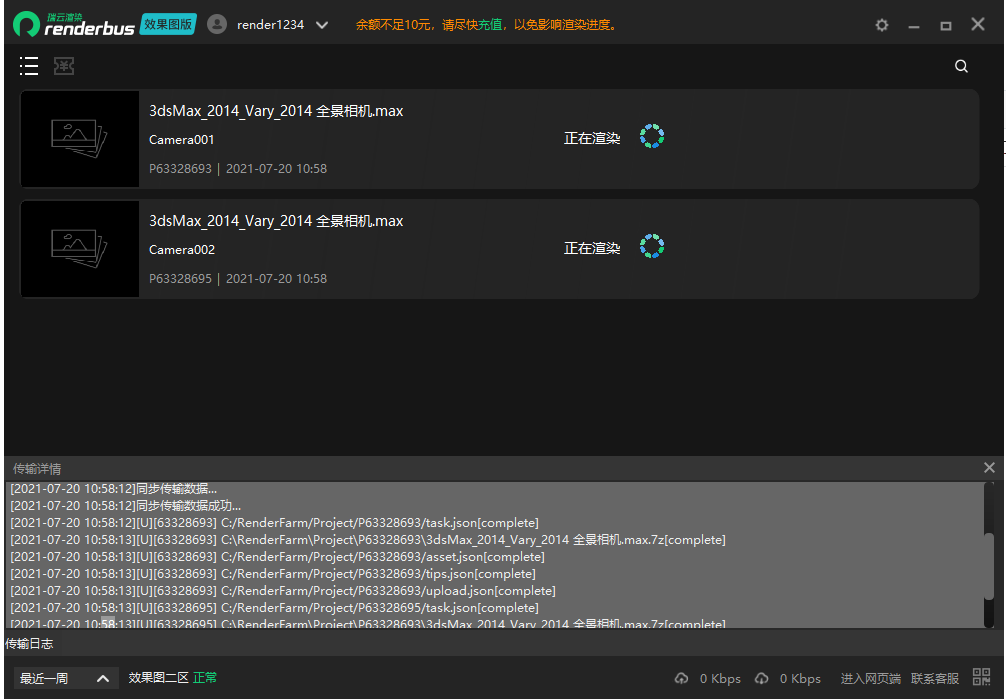 瑞云渲染
renderbus 效果图版 render1234 余额不足10元，请尽快充值，以免影响渲染进度。
3dsMax_2014_Vary_2014 全景相机.max
Camera001
正在渲染
P63328693 | 2021-07-20 10:58
3dsMax_2014_Vary_2014 全景相机.max
Camera002
正在渲染
P63328695 | 2021-07-20 10:58
传输详情
[2021-07-20 10:58:12]同步传输数据...
[2021-07-20 10:58:12]同步传输数据成功...
[2021-07-20 10:58:12][U][63328693] C:/RenderFarm/Project/P63328693/task.json[complete]
[2021-07-20 10:58:13][U][63328693] C:\RenderFarm\Project\P63328693\3dsMax_2014_Vary_2014 全景相机.max.7z[complete]
[2021-07-20 10:58:13][U][63328693] C:/RenderFarm/Project/P63328693/asset.json[complete]
[2021-07-20 10:58:13][U][63328693] C:/RenderFarm/Project/P63328693/tips.json[complete]
[2021-07-20 10:58:13][U][63328693] C:/RenderFarm/Project/P63328693/upload.json[complete]
[2021-07-20 10:58:13][U][63328695] C:/RenderFarm/Project/P63328695/task.json[complete]
[2021-07-20 10:58:13][U][63328695] C:\RenderFarm\Project\P63328695\3dsMax_2014_Vary_2014 全景相机.max.7z[complete]
传输日志
最近一周 效果图二区 正常 0 Kbps 0 Kbps 进入网页端 联系客服